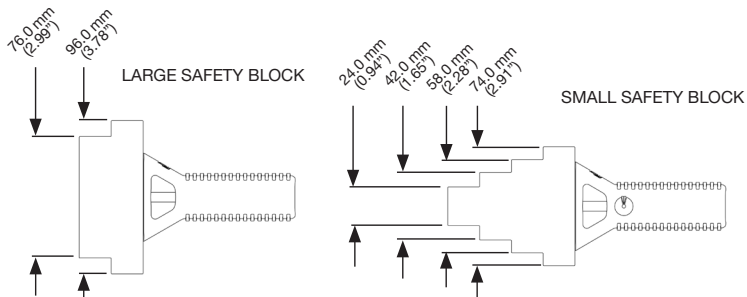 76.0 mm
(2.99”)
96.0 mm
(3.78”)
LARGE SAFETY BLOCK
24.0 mm
(0.94”)
42.0 mm
(1.65”)
58.0 mm
(2.28”)
74.0 mm
(2.91”)
SMALL SAFETY BLOCK